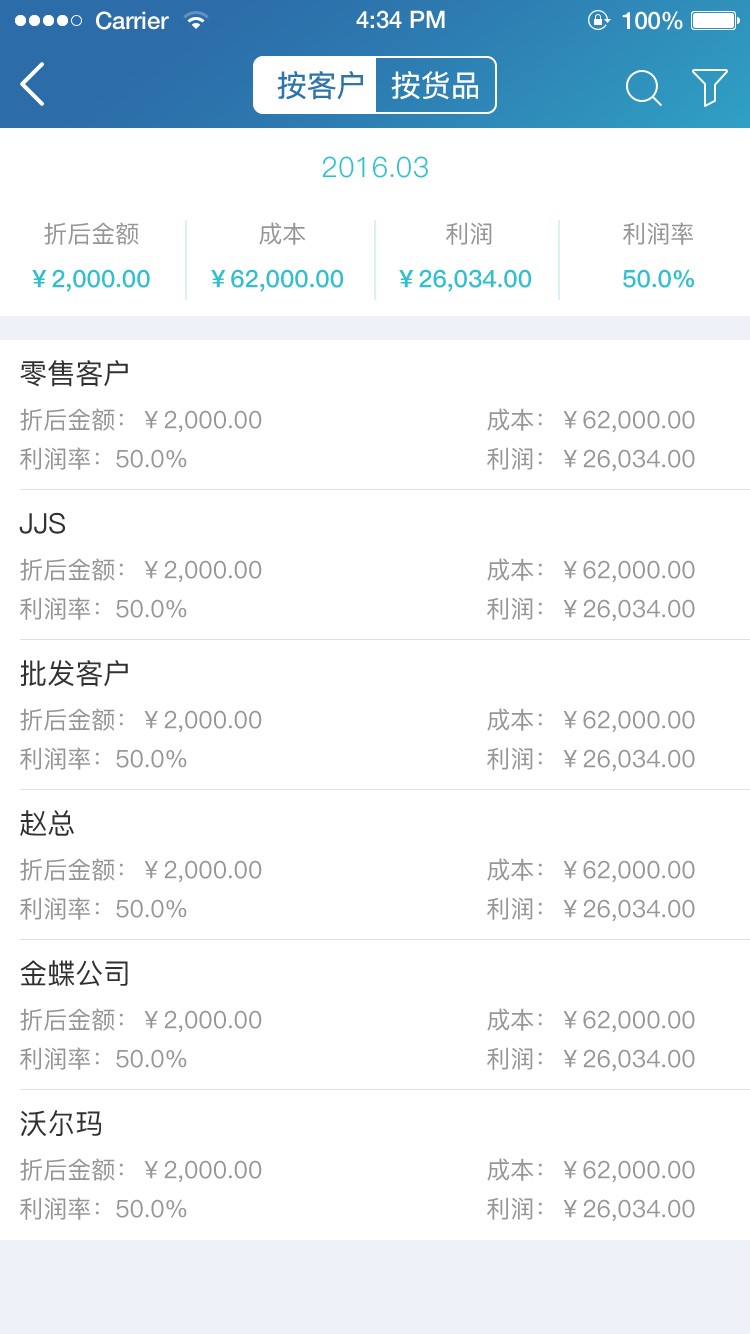 Carrier 4:34 PM 100%
按客户 按货品
2016.03
折后金额 成本 利润 利润率
¥2,000.00 ¥62,000.00 ¥26,034.00 50.0%
零售客户
折后金额: ¥2,000.00 成本: ¥62,000.00
利润率: 50.0% 利润: ¥26,034.00
JJS
折后金额: ¥2,000.00 成本: ¥62,000.00
利润率: 50.0% 利润: ¥26,034.00
批发客户
折后金额: ¥2,000.00 成本: ¥62,000.00
利润率: 50.0% 利润: ¥26,034.00
赵总
折后金额: ¥2,000.00 成本: ¥62,000.00
利润率: 50.0% 利润: ¥26,034.00
金蝶公司
折后金额: ¥2,000.00 成本: ¥62,000.00
利润率: 50.0% 利润: ¥26,034.00
沃尔玛
折后金额: ¥2,000.00 成本: ¥62,000.00
利润率: 50.0% 利润: ¥26,034.00